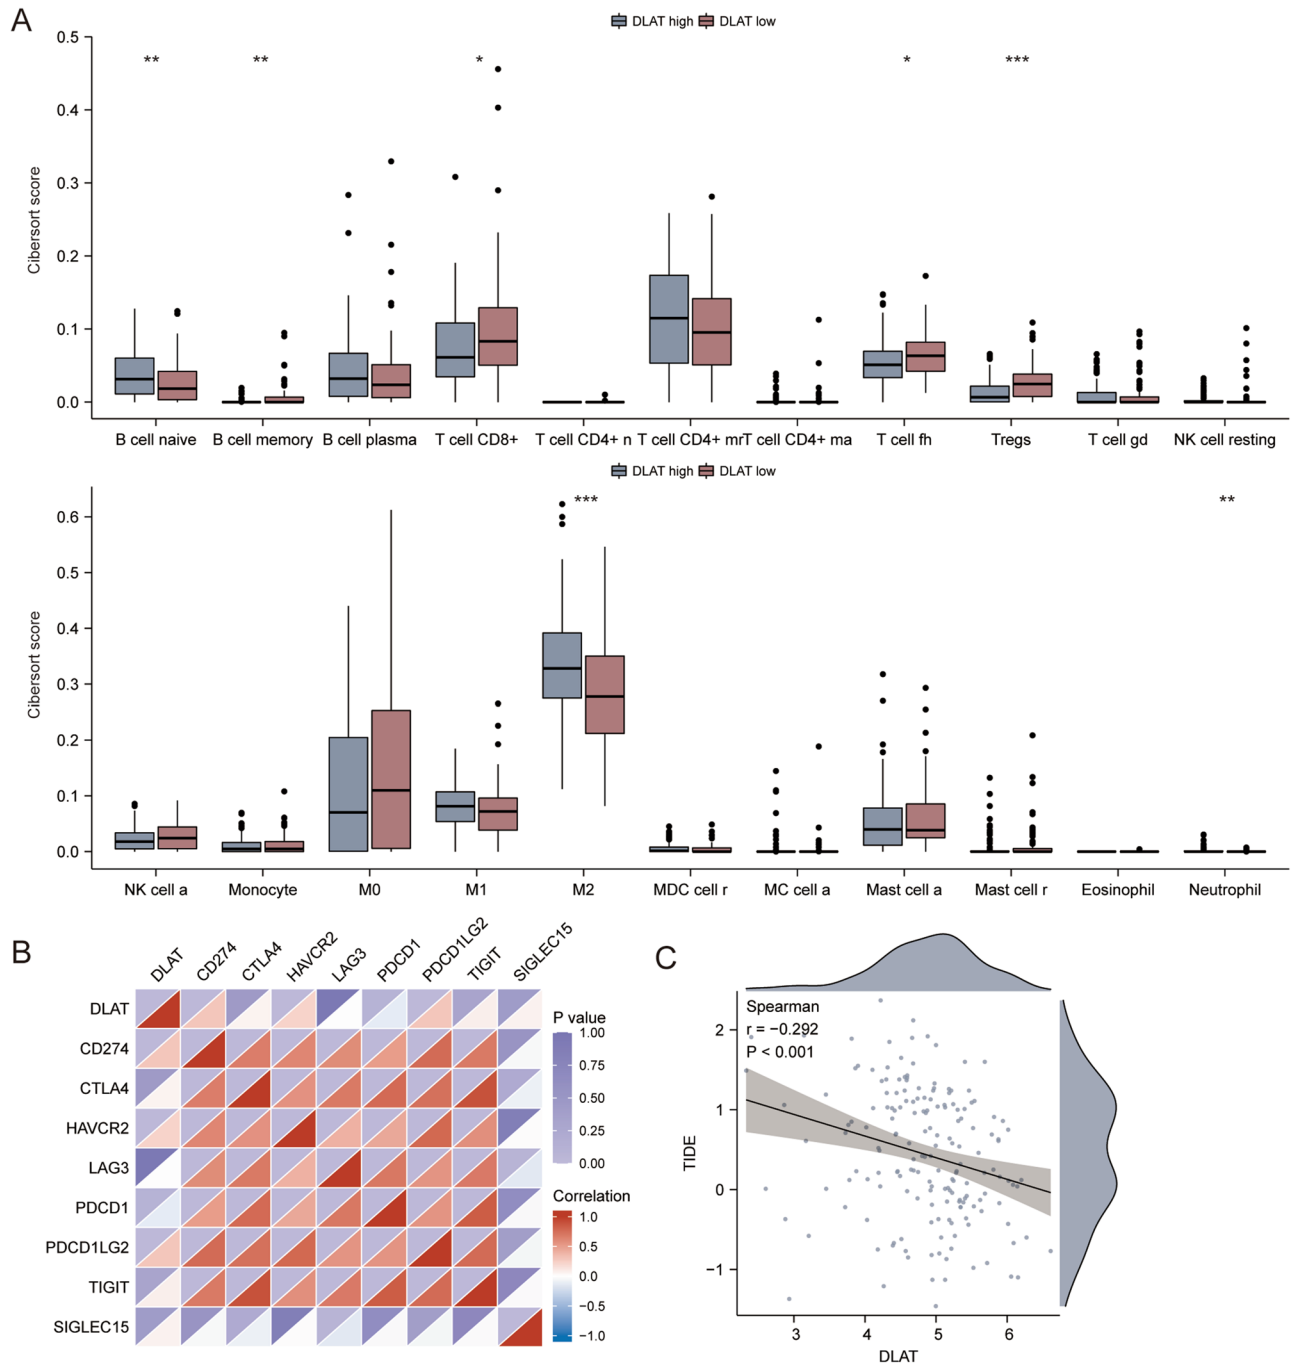 A
DLAT high DLAT low
** ** * * ***
Cibersort score
0.5
0.4
0.3
0.2
0.1
0.0
B cell naive B cell memory B cell plasma T cell CD8+ T cell CD4+ n T cell CD4+ mr T cell CD4+ ma T cell fh Tregs T cell gd NK cell resting
DLAT high DLAT low
*** **
Cibersort score
0.6
0.5
0.4
0.3
0.2
0.1
0.0
NK cell a Monocyte M0 M1 M2 MDC cell r MC cell a Mast cell a Mast cell r Eosinophil Neutrophil
B
DLAT CD274 CTLA4 HAVCR2 LAG3 PDCD1 PDCD1LG2 TIGIT SIGLEC15
DLAT
CD274
CTLA4
HAVCR2
LAG3
PDCD1
PDCD1LG2
TIGIT
SIGLEC15
P value
1.00
0.75
0.50
0.25
0.00
Correlation
1.0
0.5
0.0
−0.5
−1.0
C
Spearman
r = −0.292
P < 0.001
TIDE
2
1
0
−1
3 4 5 6
DLAT